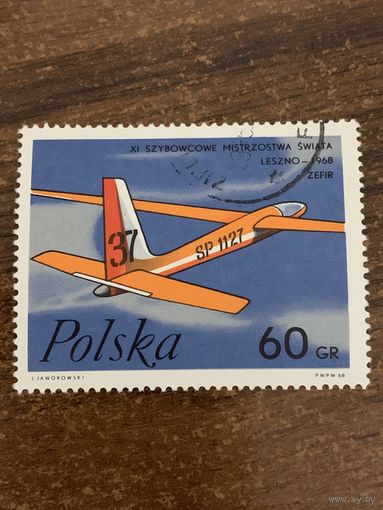 XI SZYBOWCOWE MISTRZOSTWA ŚWIATA
LESZNO-1968
ZEFIR
37
SP 1127
Polska
60 GR
J. JAWOROWSKI
PWPW 68
www.ay.by